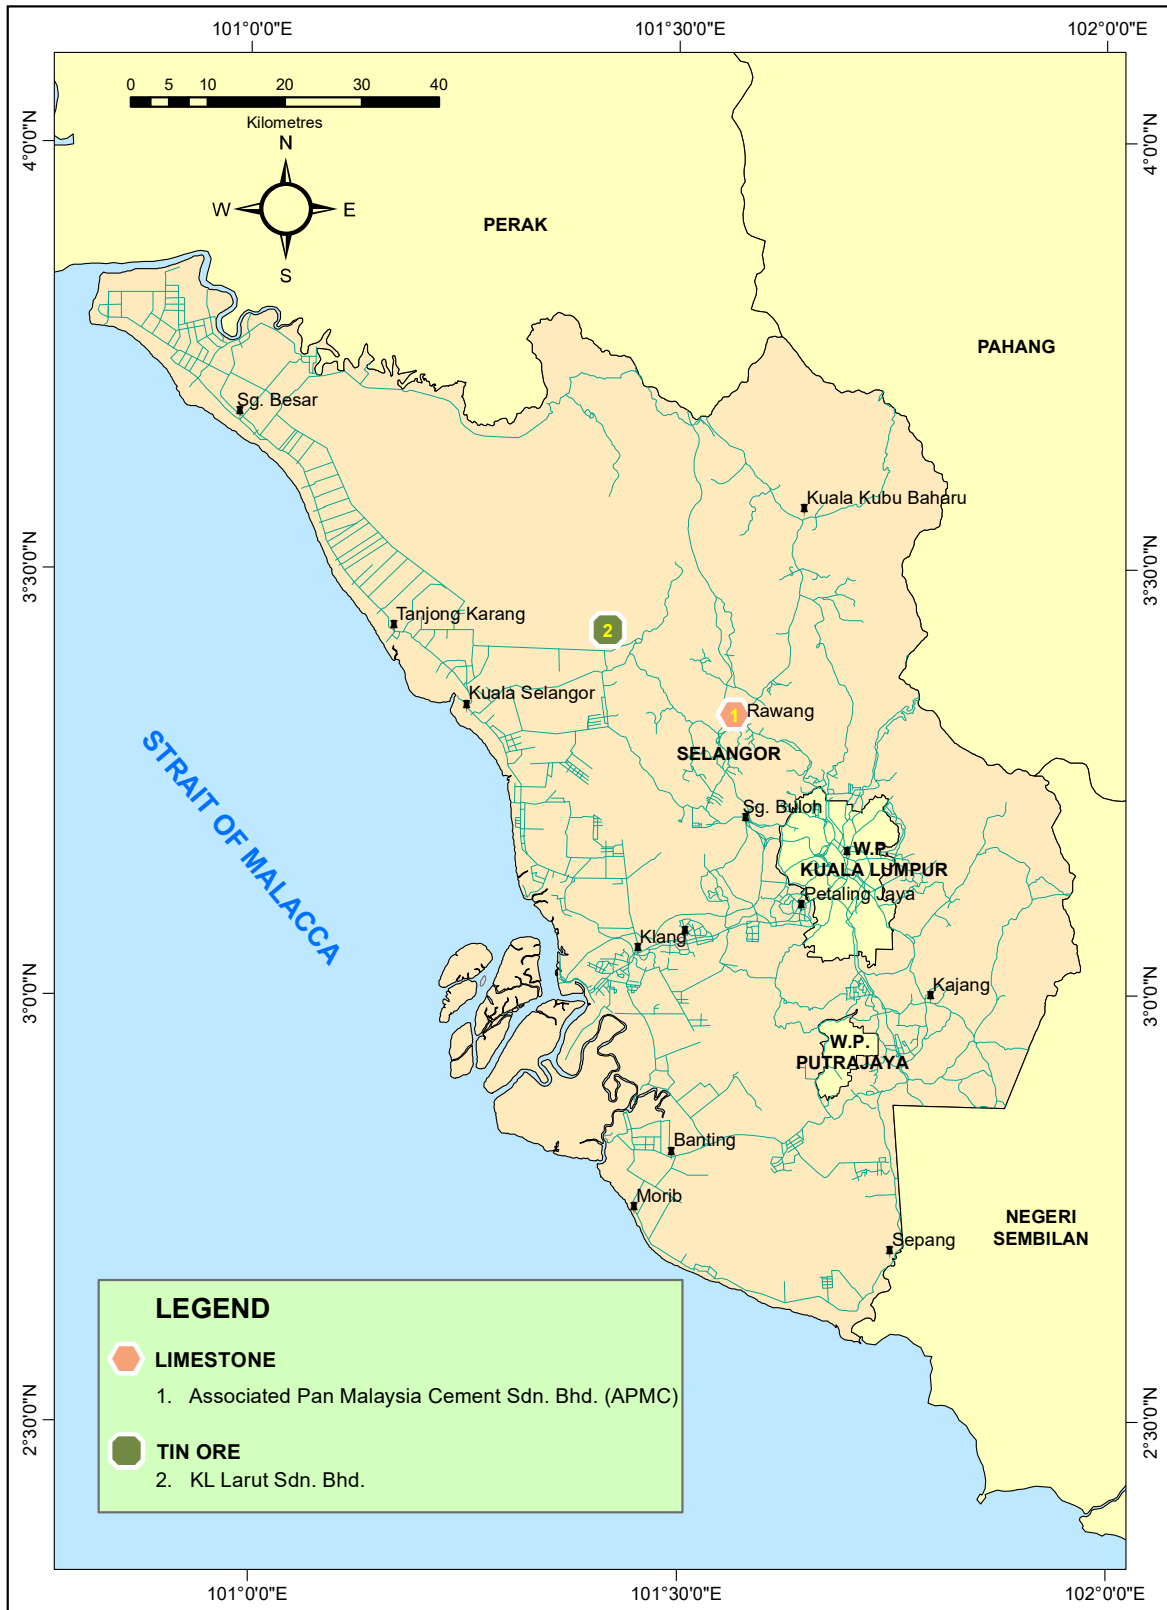 101°0'0"E
101°30'0"E
102°0'0"E
0 5 10 20 30 40
Kilometres
N
W E
S
4°0'0"N
4°0'0"N
PERAK
PAHANG
Sg. Besar
Kuala Kubu Baharu
3°30'0"N
3°30'0"N
Tanjong Karang
2
Kuala Selangor
1 Rawang
SELANGOR
STRAIT OF MALACCA
Sg. Buloh
W.P.
KUALA LUMPUR
Petaling Jaya
Klang
Kajang
3°0'0"N
3°0'0"N
W.P.
PUTRAJAYA
Banting
Morib
NEGERI
SEMBILAN
Sepang
LEGEND
LIMESTONE
1. Associated Pan Malaysia Cement Sdn. Bhd. (APMC)
TIN ORE
2. KL Larut Sdn. Bhd.
2°30'0"N
2°30'0"N
101°0'0"E
101°30'0"E
102°0'0"E